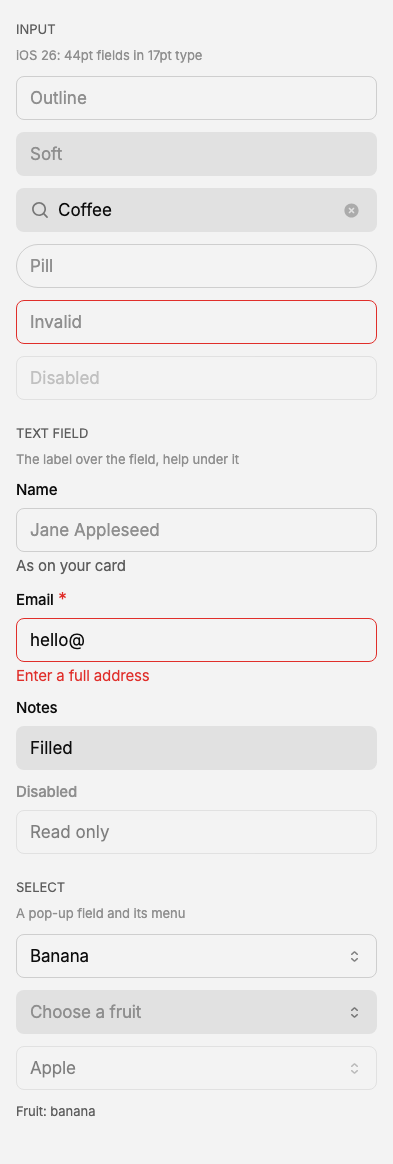 INPUT
iOS 26: 44pt fields in 17pt type
Outline
Soft
Coffee
Pill
Invalid
Disabled
TEXT FIELD
The label over the field, help under it
Name
Jane Appleseed
As on your card
Email *
hello@
Enter a full address
Notes
Filled
Disabled
Read only
SELECT
A pop-up field and its menu
Banana
Choose a fruit
Apple
Fruit: banana